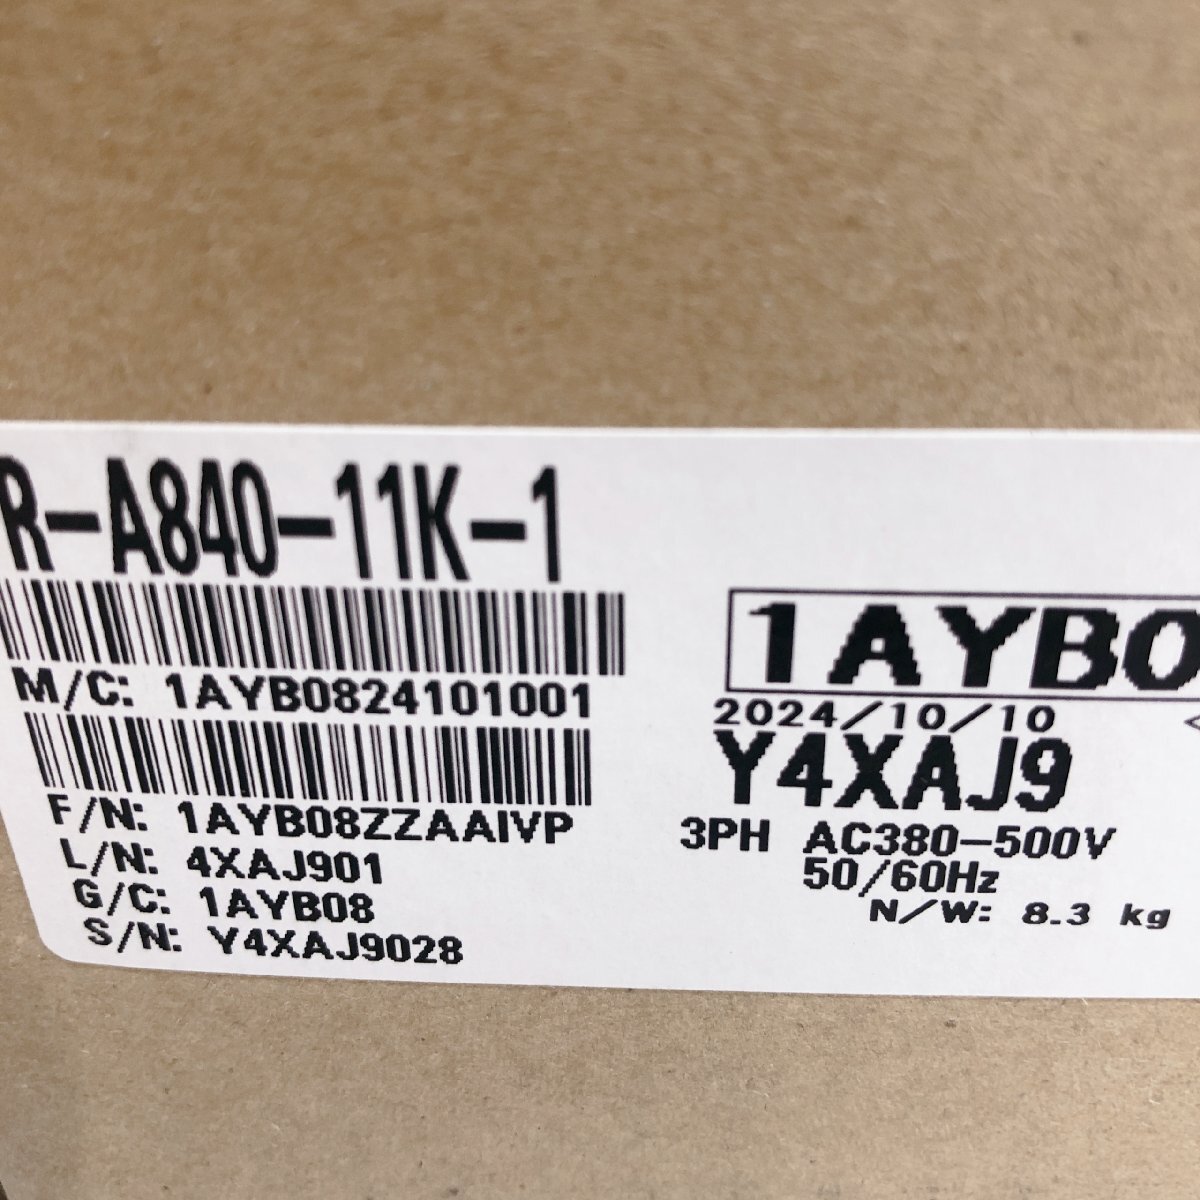 R-A840-11K-1
M/C: 1AYB0824101001
F/N: 1AYB08ZZAAIVP
L/N: 4XAJ901
G/C: 1AYB08
S/N: Y4XAJ9028
1AYB0
2024/10/10
Y4XAJ9
3PH AC380-500V
50/60Hz
N/W: 8.3 kg